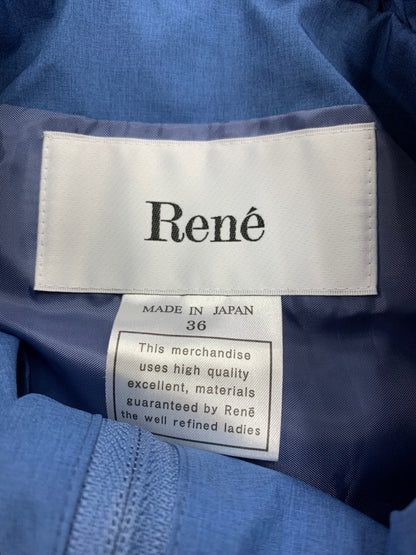 René
MADE IN JAPAN
36
This merchandise
uses high quality
excellent, materials
guaranteed by René
the well refined ladies